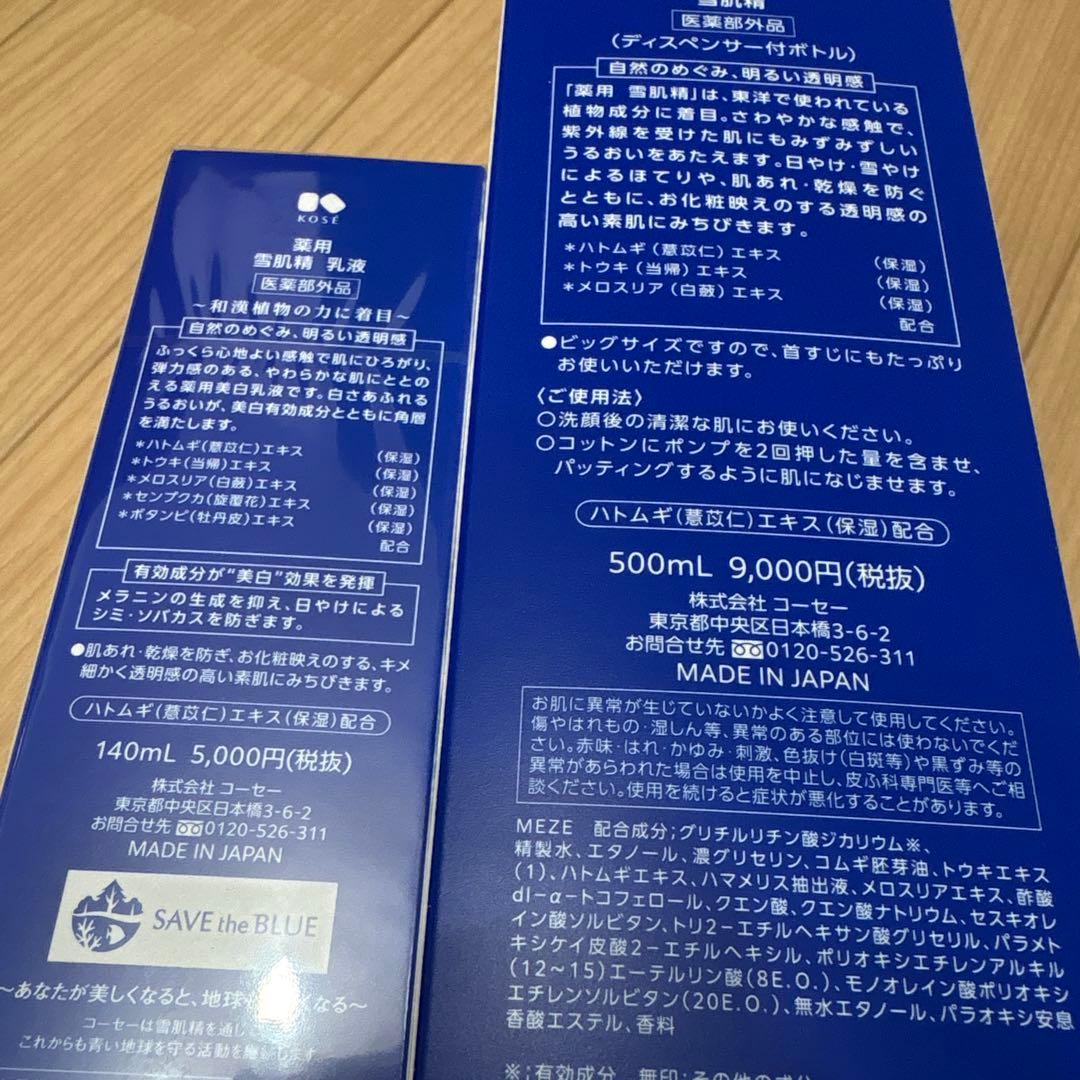 KOSÉ
薬用
雪肌精 乳液
医薬部外品
~和漢植物の力に着目~
自然のめぐみ、明るい透明感
ふっくら心地よい感触で肌にひろがり、
弾力感のある、やわらかな肌にととの
える薬用美白乳液です。白さあふれる
うるおいが、美白有効成分とともに角層
を満たします。
*ハトムギ(薏苡仁)エキス (保湿)
*トウキ(当帰)エキス (保湿)
*メロスリア(白蘞)エキス (保湿)
*センプクカ(旋覆花)エキス (保湿)
*ボタンピ(牡丹皮)エキス (保湿)
配合
有効成分が“美白”効果を発揮
メラニンの生成を抑え、日やけによる
シミ・ソバカスを防ぎます。
●肌あれ・乾燥を防ぎ、お化粧映えのする、キメ
細かく透明感の高い素肌にみちびきます。
ハトムギ(薏苡仁)エキス(保湿)配合
140mL 5,000円(税抜)
株式会社 コーセー
東京都中央区日本橋3-6-2
お問合せ先 0120-526-311
MADE IN JAPAN
SAVE the BLUE
~あなたが美しくなると、地球
なる~
コーセーは雪肌精を通し
これからも青い地球を守る活動を継続します。
雪肌精
医薬部外品
(ディスペンサー付ボトル)
自然のめぐみ、明るい透明感
「薬用 雪肌精」は、東洋で使われている
植物成分に着目。さわやかな感触で、
紫外線を受けた肌にもみずみずしい
うるおいをあたえます。日やけ・雪やけ
によるほてりや、肌あれ・乾燥を防ぐ
とともに、お化粧映えのする透明感の
高い素肌にみちびきます。
*ハトムギ(薏苡仁)エキス (保湿)
*トウキ(当帰)エキス (保湿)
*メロスリア(白蘞)エキス (保湿)
配合
●ビッグサイズですので、首すじにもたっぷり
お使いいただけます。
〈ご使用法〉
○洗顔後の清潔な肌にお使いください。
○コットンにポンプを2回押した量を含ませ、
パッティングするように肌になじませます。
ハトムギ(薏苡仁)エキス(保湿)配合
500mL 9,000円(税抜)
株式会社 コーセー
東京都中央区日本橋3-6-2
お問合せ先 0120-526-311
MADE IN JAPAN
お肌に異常が生じていないかよく注意して使用してください。
傷やはれもの・湿しん等、異常のある部位には使わないでくだ
さい。赤味・はれ・かゆみ・刺激、色抜け(白斑等)や黒ずみ等の
異常があらわれた場合は使用を中止し、皮ふ科専門医等へご相
談ください。使用を続けると症状が悪化することがあります。
MEZE 配合成分;グリチルリチン酸ジカリウム※、
精製水、エタノール、濃グリセリン、コムギ胚芽油、トウキエキス
(1)、ハトムギエキス、ハマメリス抽出液、メロスリアエキス、酢酸
dl-α-トコフェロール、クエン酸、クエン酸ナトリウム、セスキオレ
イン酸ソルビタン、トリ2-エチルヘキサン酸グリセリル、パラメト
キシケイ皮酸2-エチルヘキシル、ポリオキシエチレンアルキル
(12~15)エーテルリン酸(8E.O.)、モノオレイン酸ポリオキシ
エチレンソルビタン(20E.O.)、無水エタノール、パラオキシ安息
香酸エステル、香料
※;有効成分 無印;その他の成分